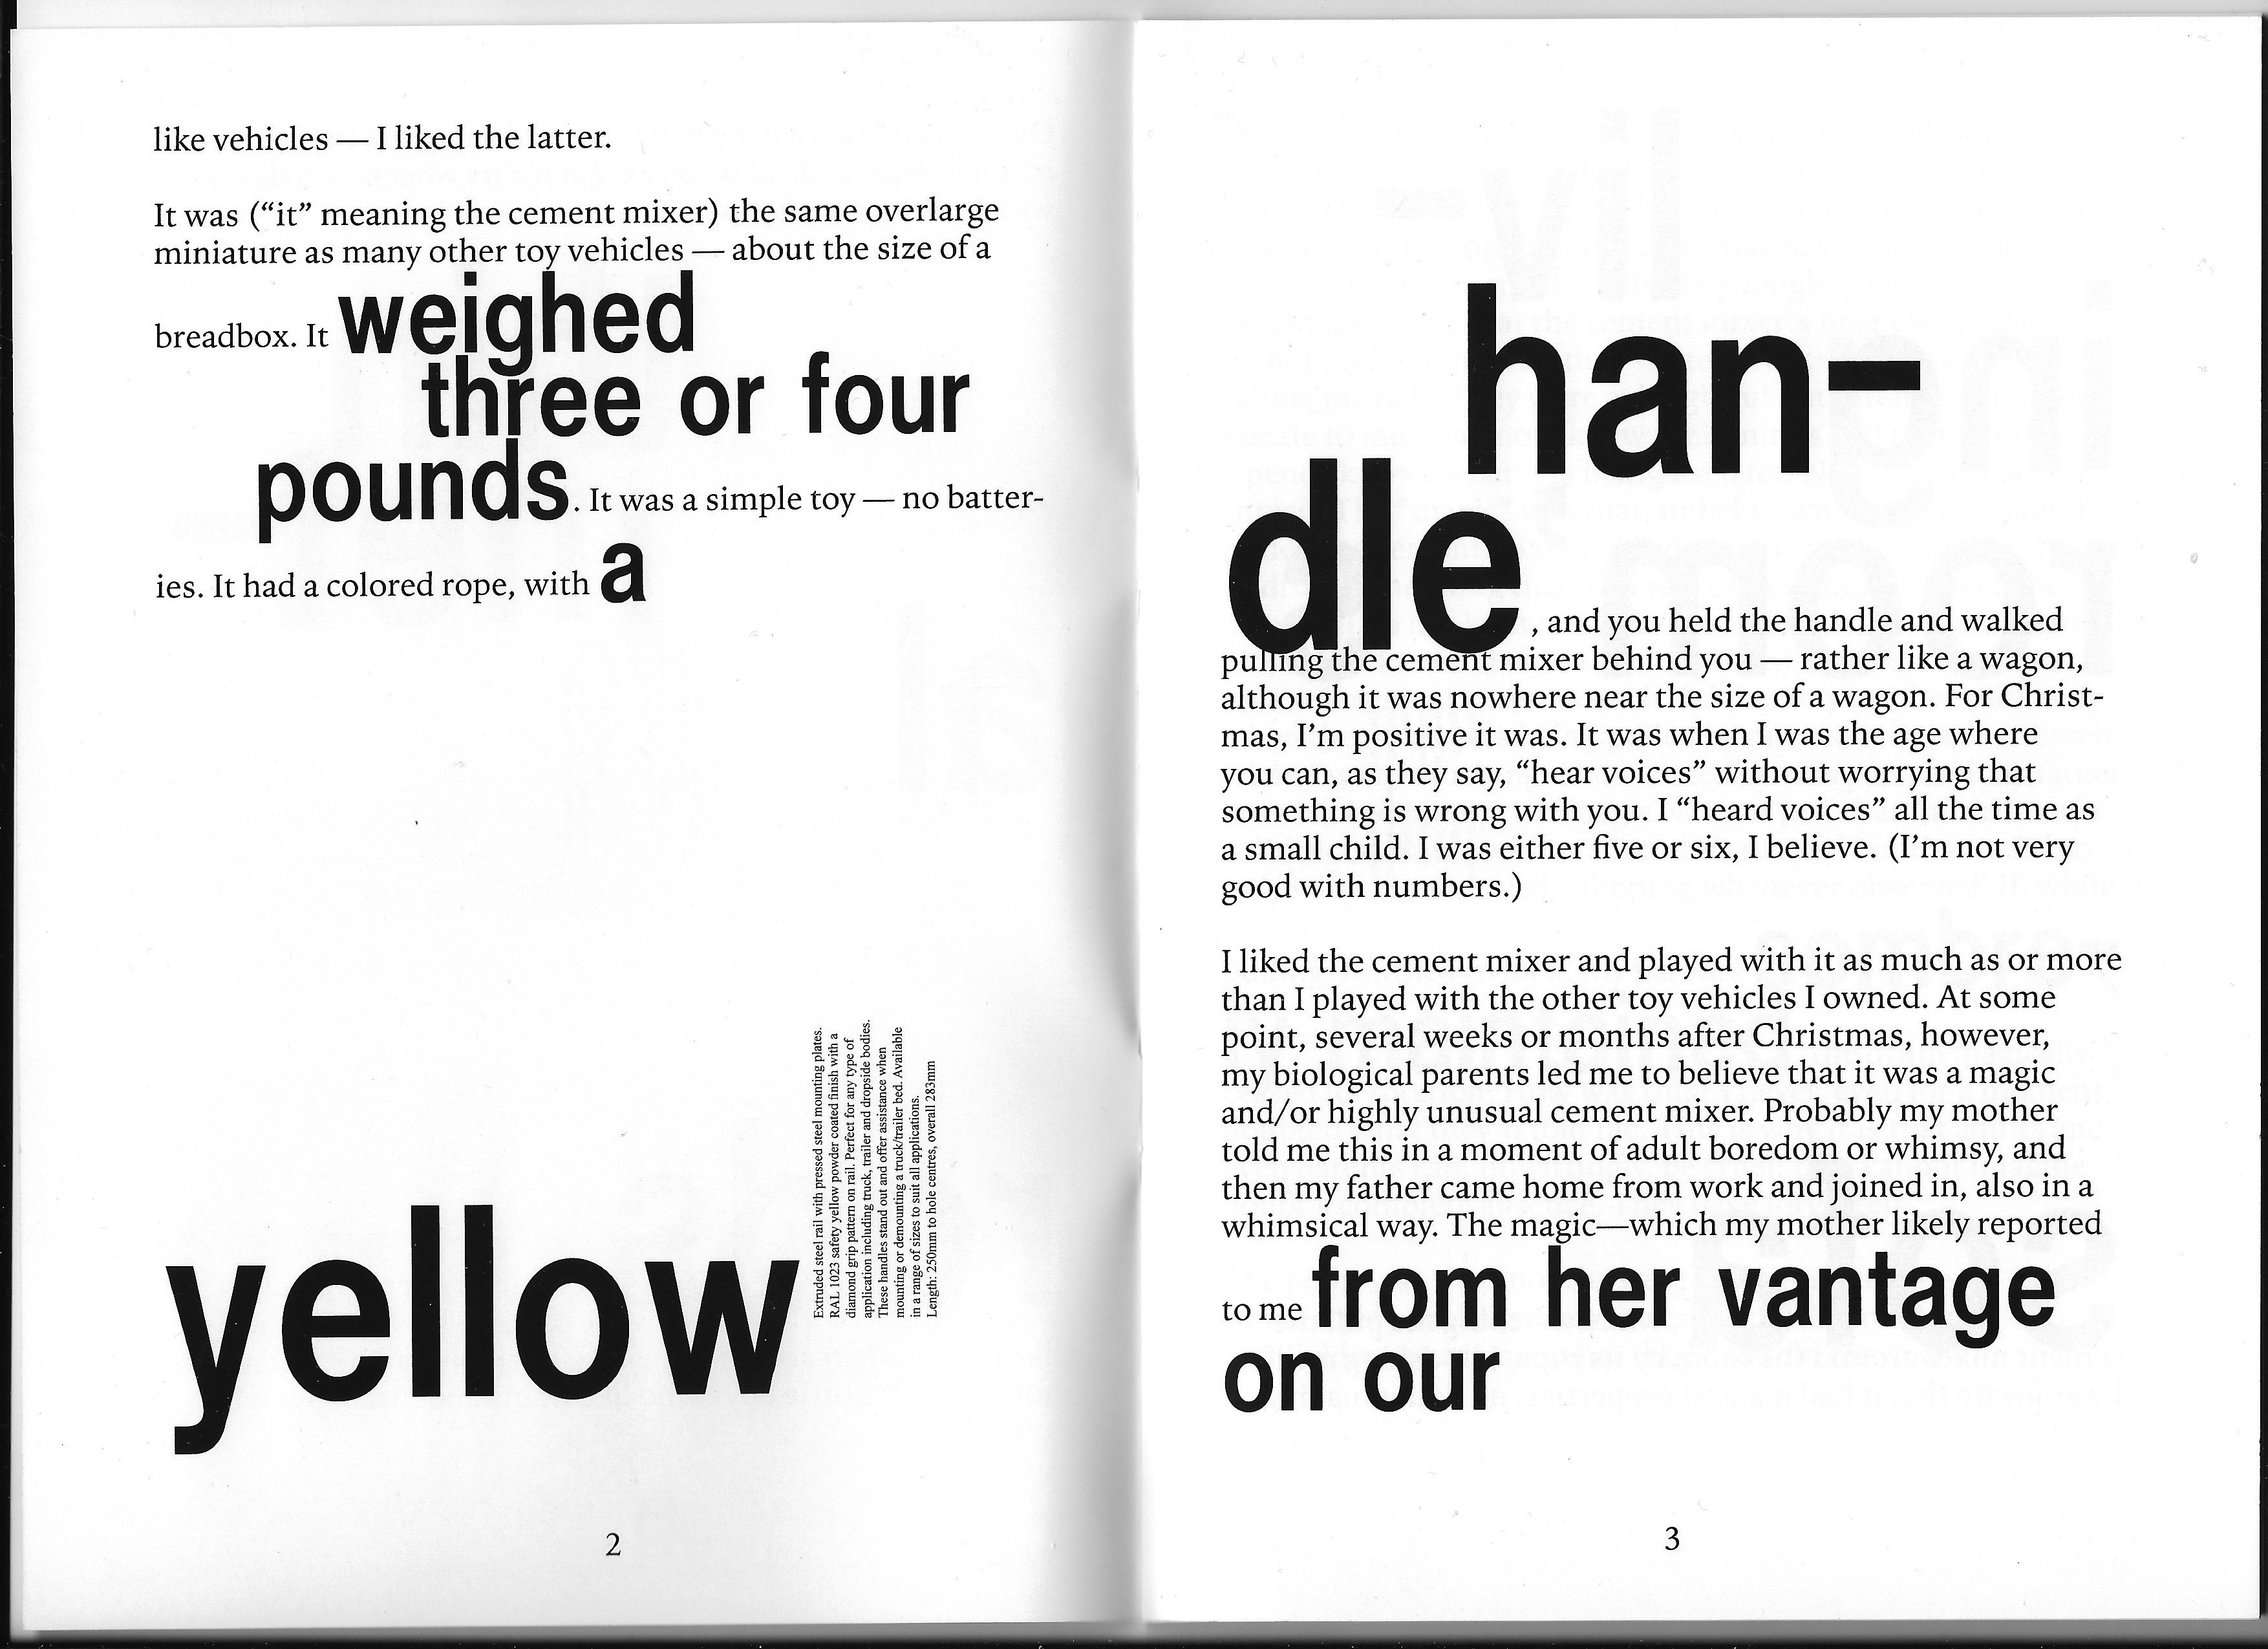 like vehicles — I liked the latter.
It was (“it” meaning the cement mixer) the same overlarge
miniature as many other toy vehicles — about the size of a
breadbox. It weighed
three or four
pounds. It was a simple toy — no batter-
ies. It had a colored rope, with a
yellow
Extruded steel rail with pressed steel mounting plates.
RAL 1023 safety yellow powder coated finish with a
diamond grip pattern on rail. Perfect for any type of
application including truck, trailer and dropside bodies.
These handles stand out and offer assistance when
mounting or demounting a truck/trailer bed. Available
in a range of sizes to suit all applications.
Length: 250mm to hole centres, overall 283mm
2
han-
dle, and you held the handle and walked
pulling the cement mixer behind you — rather like a wagon,
although it was nowhere near the size of a wagon. For Christ-
mas, I’m positive it was. It was when I was the age where
you can, as they say, “hear voices” without worrying that
something is wrong with you. I “heard voices” all the time as
a small child. I was either five or six, I believe. (I’m not very
good with numbers.)
I liked the cement mixer and played with it as much as or more
than I played with the other toy vehicles I owned. At some
point, several weeks or months after Christmas, however,
my biological parents led me to believe that it was a magic
and/or highly unusual cement mixer. Probably my mother
told me this in a moment of adult boredom or whimsy, and
then my father came home from work and joined in, also in a
whimsical way. The magic—which my mother likely reported
to me from her vantage
on our
3